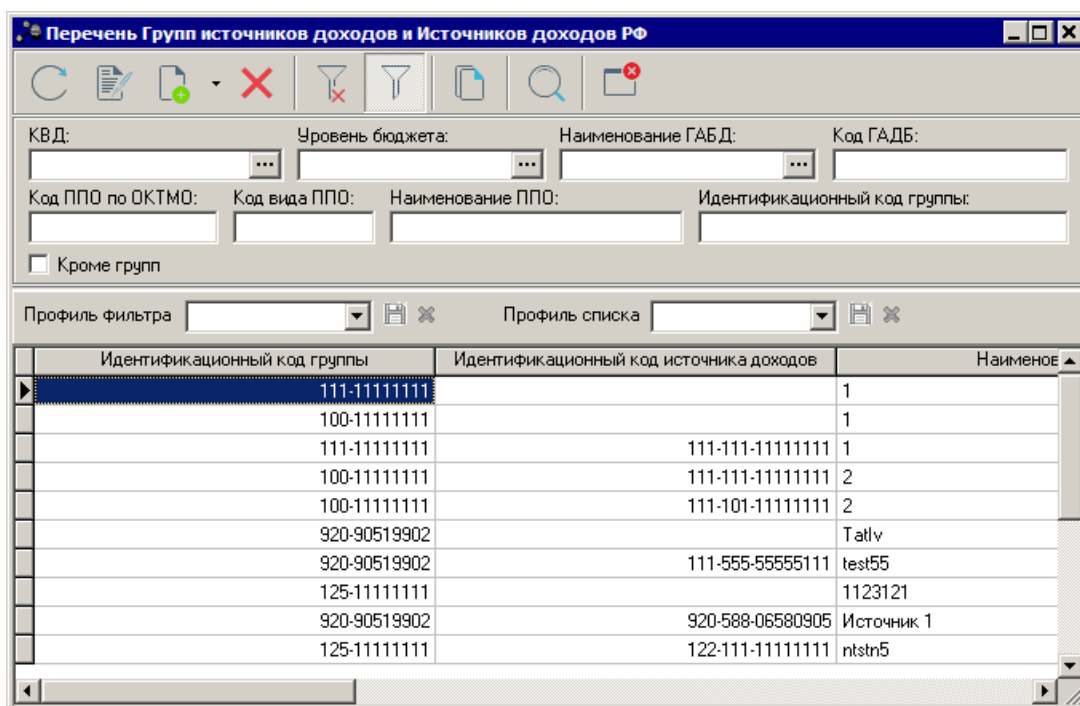 Перечень Групп источников доходов и Источников доходов РФ
КВД: Уровень бюджета: Наименование ГАБД: Код ГАДБ:
Код ППО по ОКТМО: Код вида ППО: Наименование ППО: Идентификационный код группы:
Кроме групп
Профиль фильтра Профиль списка
Идентификационный код группы Идентификационный код источника доходов Наименов
111-11111111 1
100-11111111 1
111-11111111 111-111-11111111 1
100-11111111 111-111-11111111 2
100-11111111 111-101-11111111 2
920-90519902 Tatlv
920-90519902 111-555-55555111 test55
125-11111111 1123121
920-90519902 920-588-06580905 Источник 1
125-11111111 122-111-11111111 ntstn5